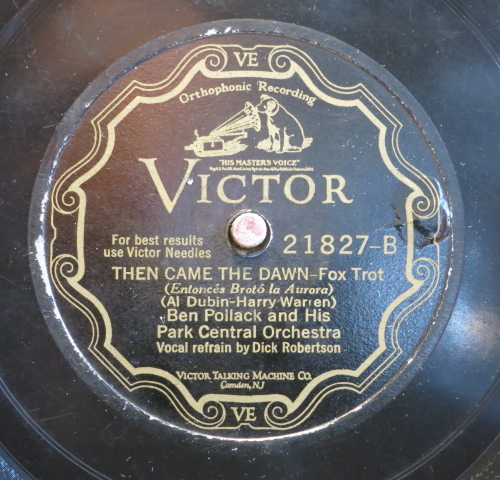 VE
Orthophonic Recording
"HIS MASTER'S VOICE"
VICTOR
For best results
use Victor Needles
21827-B
THEN CAME THE DAWN-Fox Trot
(Entonces Brotó la Aurora)
(Al Dubin-Harry Warren)
Ben Pollack and His
Park Central Orchestra
Vocal refrain by Dick Robertson
VICTOR TALKING MACHINE CO.
Camden, N.J.
VE